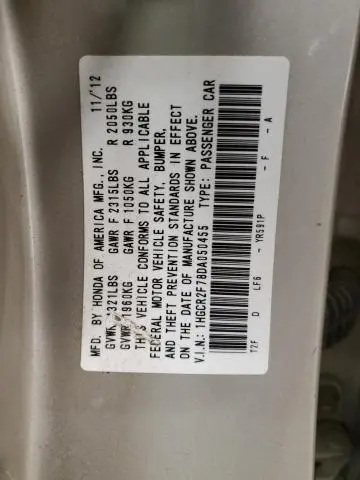 MFD. BY HONDA OF AMERICA MFG., INC. 11/12
GVWR 4321LBS GAWR F 2315LBS R 2050LBS
GVWR 1960KG GAWR F 1050KG R 930KG
THIS VEHICLE CONFORMS TO ALL APPLICABLE
FEDERAL MOTOR VEHICLE SAFETY, BUMPER,
AND THEFT PREVENTION STANDARDS IN EFFECT
ON THE DATE OF MANUFACTURE SHOWN ABOVE.
V.I.N.: 1HGCR2F78DA050455 TYPE: PASSENGER CAR
T2F D LF6 - YR591P - F - A